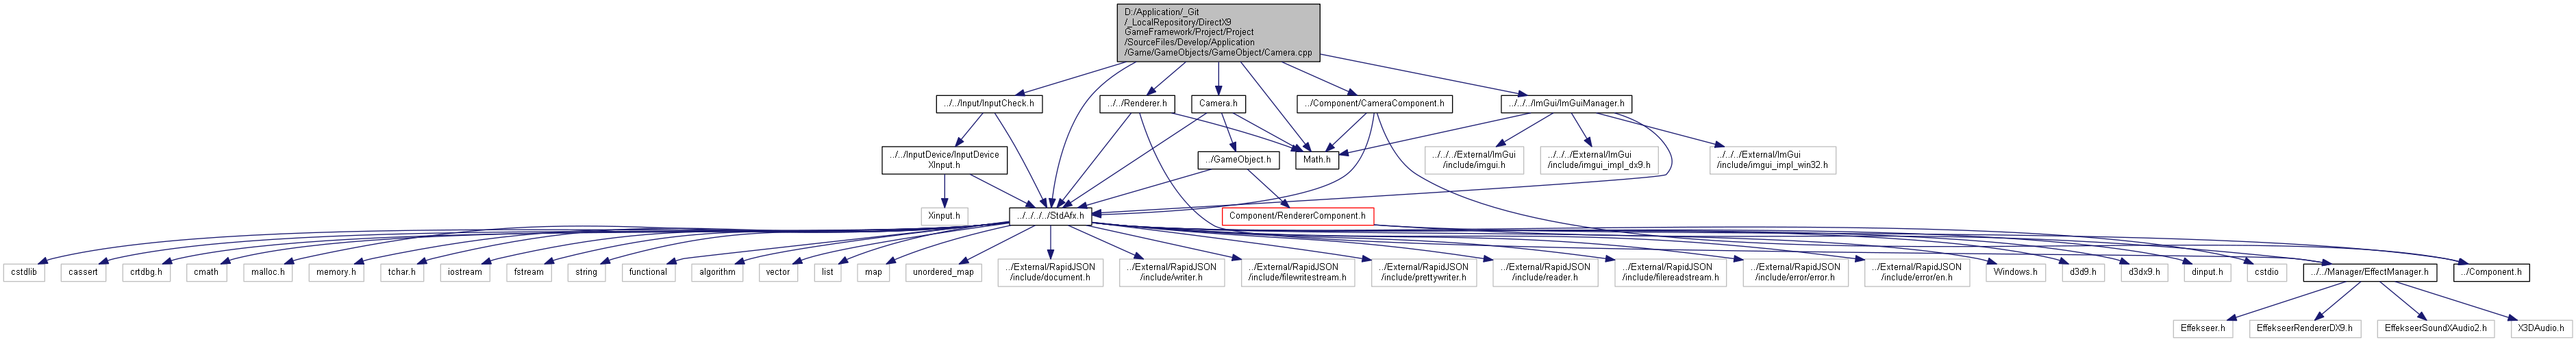 D:/Application/_Git
/_LocalRepository/DirectX9
GameFramework/Project/Project
/SourceFiles/Develop/Application
/Game/GameObjects/GameObject/Camera.cpp
../../Input/InputCheck.h
../../Renderer.h
Camera.h
../Component/CameraComponent.h
../../../ImGui/ImGuiManager.h
../../InputDevice/InputDevice
XInput.h
../GameObject.h
Math.h
../../../External/ImGui
/include/imgui.h
../../../External/ImGui
/include/imgui_impl_dx9.h
../../../External/ImGui
/include/imgui_impl_win32.h
Xinput.h
../../../../StdAfx.h
Component/RendererComponent.h
cstdlib
cassert
crtdbg.h
cmath
malloc.h
memory.h
tchar.h
iostream
fstream
string
functional
algorithm
vector
list
map
unordered_map
../External/RapidJSON
/include/document.h
../External/RapidJSON
/include/writer.h
../External/RapidJSON
/include/filewritestream.h
../External/RapidJSON
/include/prettywriter.h
../External/RapidJSON
/include/reader.h
../External/RapidJSON
/include/filereadstream.h
../External/RapidJSON
/include/error/error.h
../External/RapidJSON
/include/error/en.h
Windows.h
d3d9.h
d3dx9.h
dinput.h
cstdio
../../Manager/EffectManager.h
../Component.h
Effekseer.h
EffekseerRendererDX9.h
EffekseerSoundXAudio2.h
X3DAudio.h